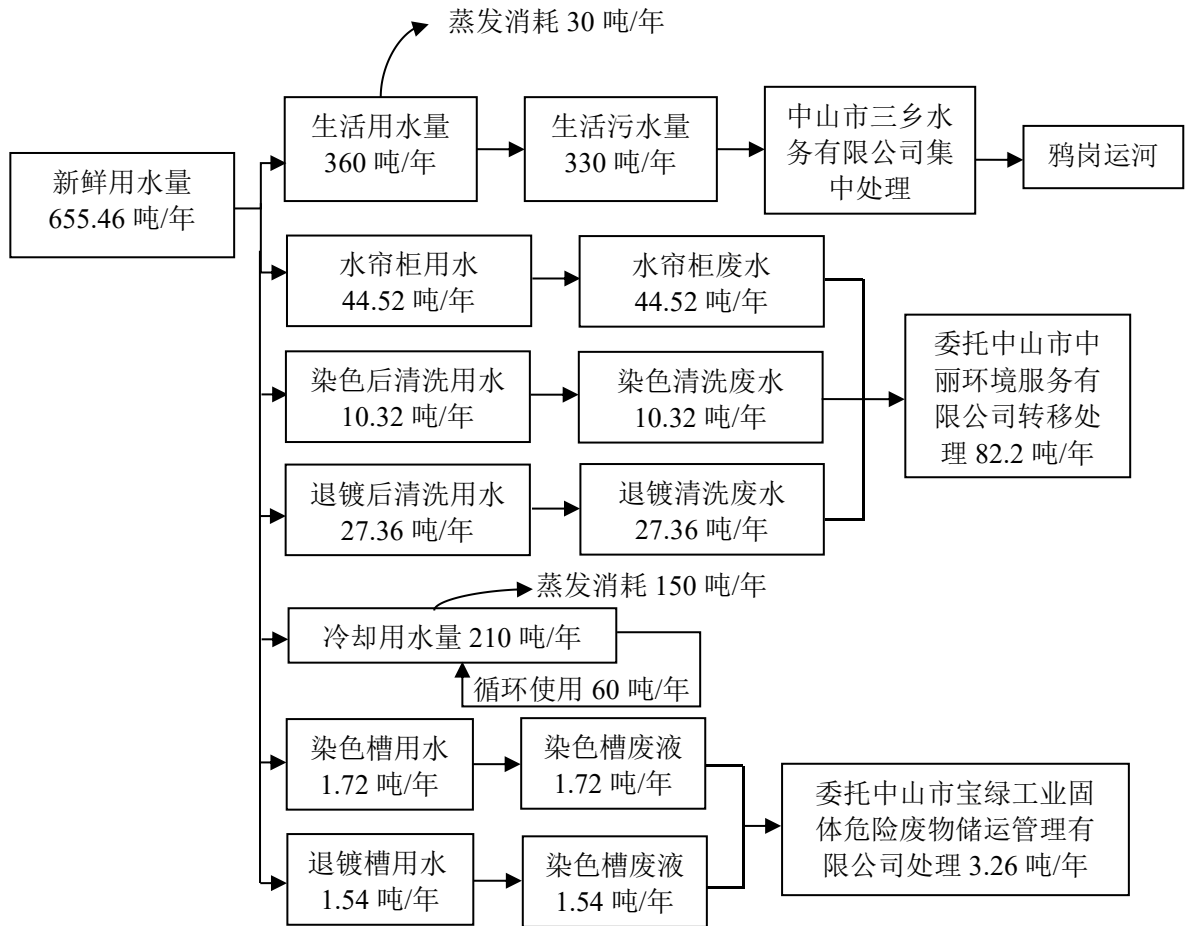 蒸发消耗 30 吨/年
生活用水量
360 吨/年
生活污水量
330 吨/年
中山市三乡水
务有限公司集
中处理
鸦岗运河
新鲜用水量
655.46 吨/年
水帘柜用水
44.52 吨/年
水帘柜废水
44.52 吨/年
染色后清洗用水
10.32 吨/年
染色清洗废水
10.32 吨/年
委托中山市中
丽环境服务有
限公司转移处
理 82.2 吨/年
退镀后清洗用水
27.36 吨/年
退镀清洗废水
27.36 吨/年
蒸发消耗 150 吨/年
冷却用水量 210 吨/年
循环使用 60 吨/年
染色槽用水
1.72 吨/年
染色槽废液
1.72 吨/年
委托中山市宝绿工业固
体危险废物储运管理有
限公司处理 3.26 吨/年
退镀槽用水
1.54 吨/年
染色槽废液
1.54 吨/年